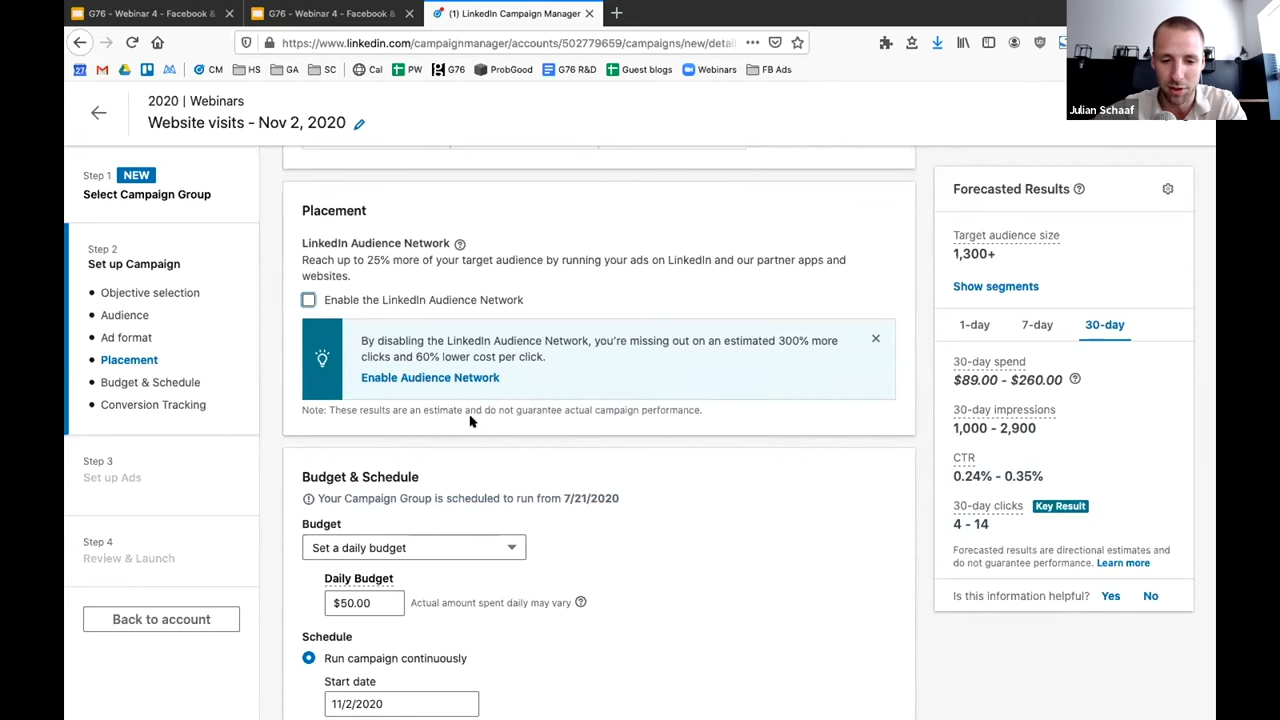 G76 - Webinar 4 - Facebook &
G76 - Webinar 4 - Facebook &
(1) LinkedIn Campaign Manager
https://www.linkedin.com/campaignmanager/accounts/502779659/campaigns/new/detai
27
CM
HS
GA
SC
Cal
PW
G76
ProbGood
G76 R&D
Guest blogs
Webinars
FB Ads
Julian Schaaf
2020 | Webinars
Website visits - Nov 2, 2020
Step 1 NEW
Select Campaign Group
Step 2
Set up Campaign
Objective selection
Audience
Ad format
Placement
Budget & Schedule
Conversion Tracking
Step 3
Set up Ads
Step 4
Review & Launch
Back to account
Placement
LinkedIn Audience Network
Reach up to 25% more of your target audience by running your ads on LinkedIn and our partner apps and
websites.
Enable the LinkedIn Audience Network
By disabling the LinkedIn Audience Network, you're missing out on an estimated 300% more
clicks and 60% lower cost per click.
Enable Audience Network
Note: These results are an estimate and do not guarantee actual campaign performance.
Budget & Schedule
Your Campaign Group is scheduled to run from 7/21/2020
Budget
Set a daily budget
Daily Budget
$50.00 Actual amount spent daily may vary
Schedule
Run campaign continuously
Start date
11/2/2020
Forecasted Results
Target audience size
1,300+
Show segments
1-day 7-day 30-day
30-day spend
$89.00 - $260.00
30-day impressions
1,000 - 2,900
CTR
0.24% - 0.35%
30-day clicks Key Result
4 - 14
Forecasted results are directional estimates and
do not guarantee performance. Learn more
Is this information helpful? Yes No